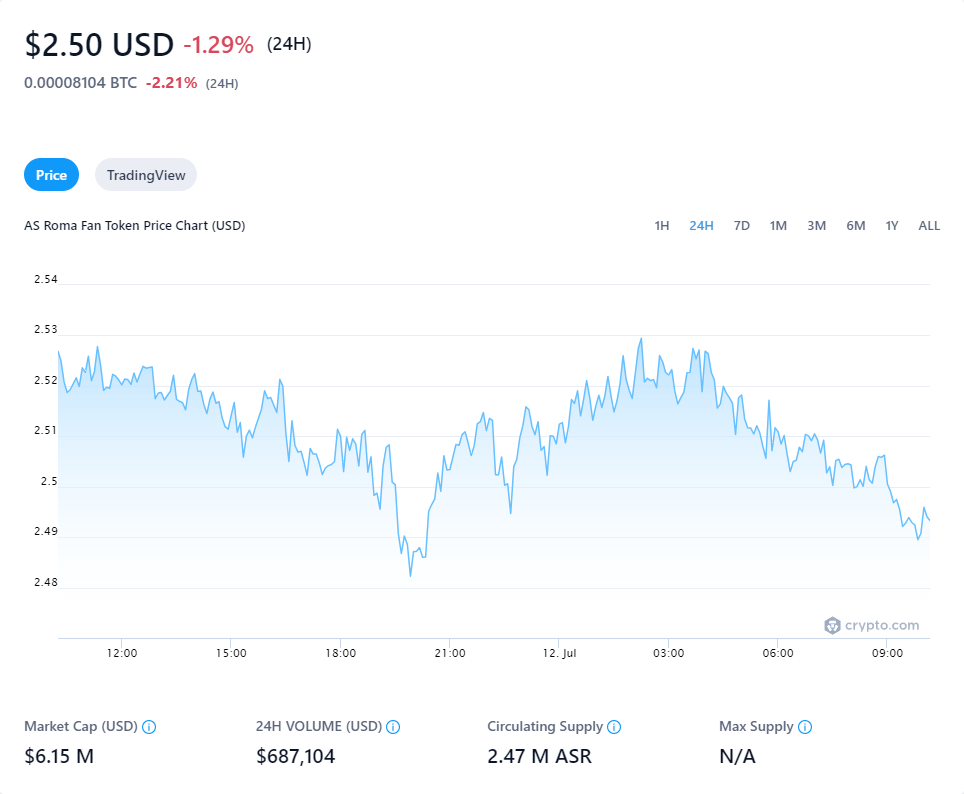 $2.50 USD -1.29% (24H)
0.00008104 BTC -2.21% (24H)
Price TradingView
AS Roma Fan Token Price Chart (USD) 1H 24H 7D 1M 3M 6M 1Y ALL
2.54
2.53
2.52
2.51
2.5
2.49
2.48
crypto.com
12:00 15:00 18:00 21:00 12. Jul 03:00 06:00 09:00
Market Cap (USD) 24H VOLUME (USD) Circulating Supply Max Supply
$6.15 M $687,104 2.47 M ASR N/A